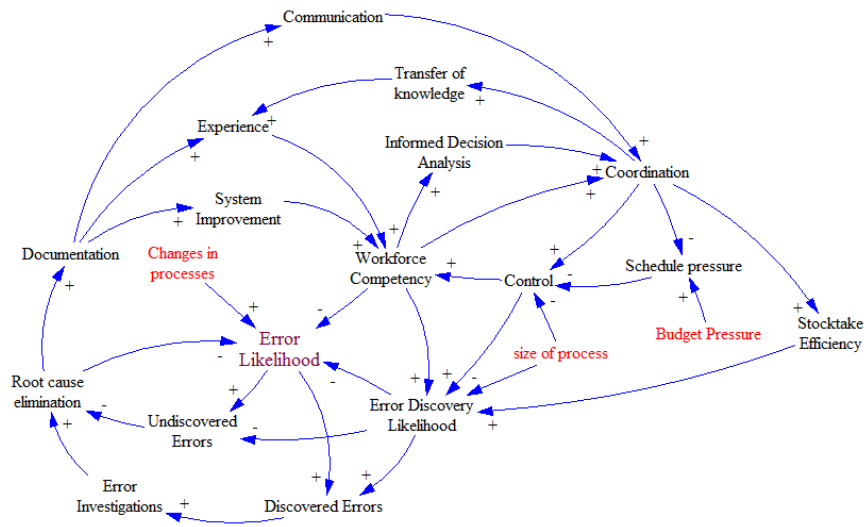 Communication
Transfer of
knowledge
Experience
Informed Decision
Analysis
Coordination
System
Improvement
Documentation
Changes in
processes
Workforce
Competency
Control
Schedule pressure
Error
Likelihood
size of process
Budget Pressure
Stocktake
Efficiency
Root cause
elimination
Undiscovered
Errors
Error Discovery
Likelihood
Error
Investigations
Discovered Errors